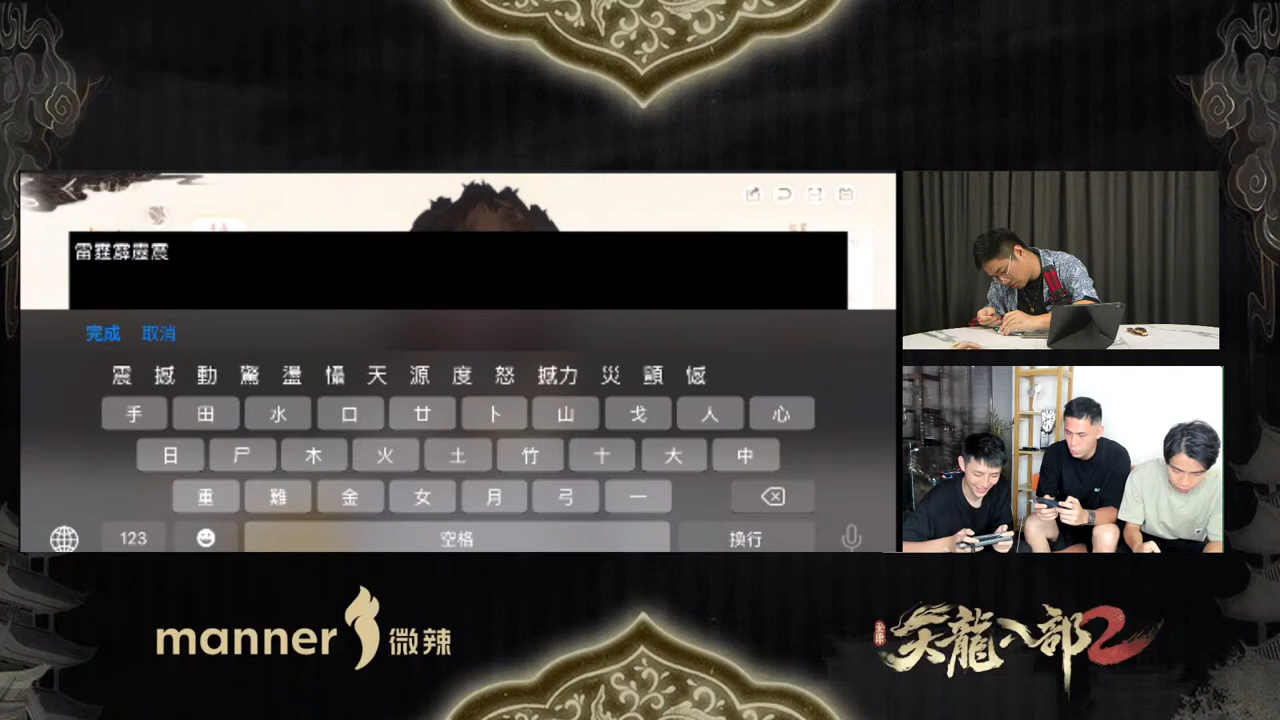 雷霆霹靂震
完成 取消
震 撼 動 驚 盪 懾 天 源 度 怒 撼力 災 顫 憾
手 田 水 口 廿 卜 山 戈 人 心
日 尸 木 火 土 竹 十 大 中
重 難 金 女 月 弓 一
123 空格 換行
manner 微辣
天龍八部2